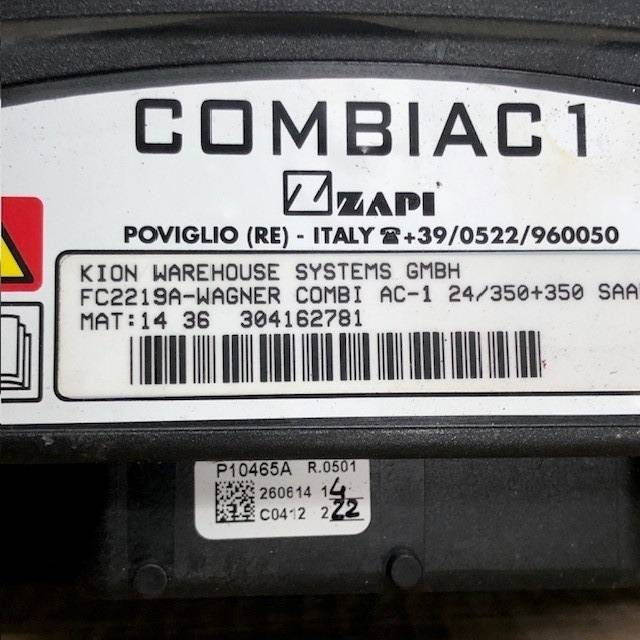 COMBIAC1
ZAPI
POVIGLIO (RE) - ITALY ☎+39/0522/960050
KION WAREHOUSE SYSTEMS GMBH
FC2219A-WAGNER COMBI AC-1 24/350+350 SAA
MAT:14 36 304162781
P10465A R.0501
260614 14
C0412 222